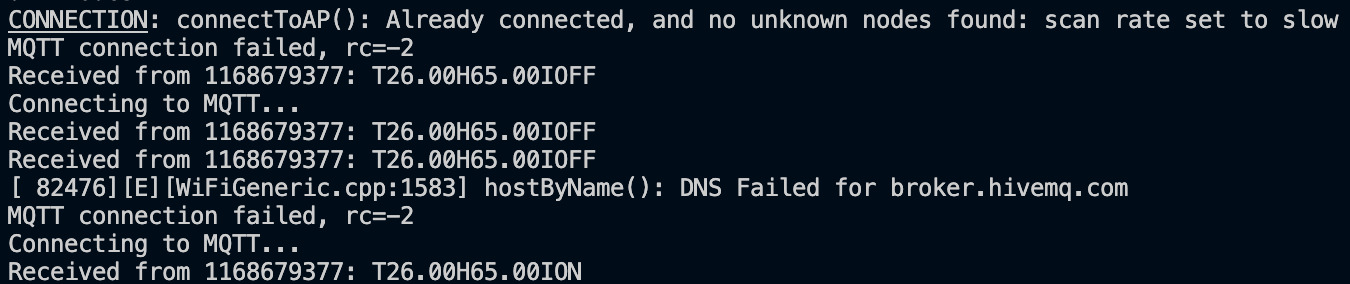 CONNECTION: connectToAP(): Already connected, and no unknown nodes found: scan rate set to slow
MQTT connection failed, rc=-2
Received from 1168679377: T26.00H65.00IOFF
Connecting to MQTT...
Received from 1168679377: T26.00H65.00IOFF
Received from 1168679377: T26.00H65.00IOFF
[ 82476][E][WiFiGeneric.cpp:1583] hostByName(): DNS Failed for broker.hivemq.com
MQTT connection failed, rc=-2
Connecting to MQTT...
Received from 1168679377: T26.00H65.00ION